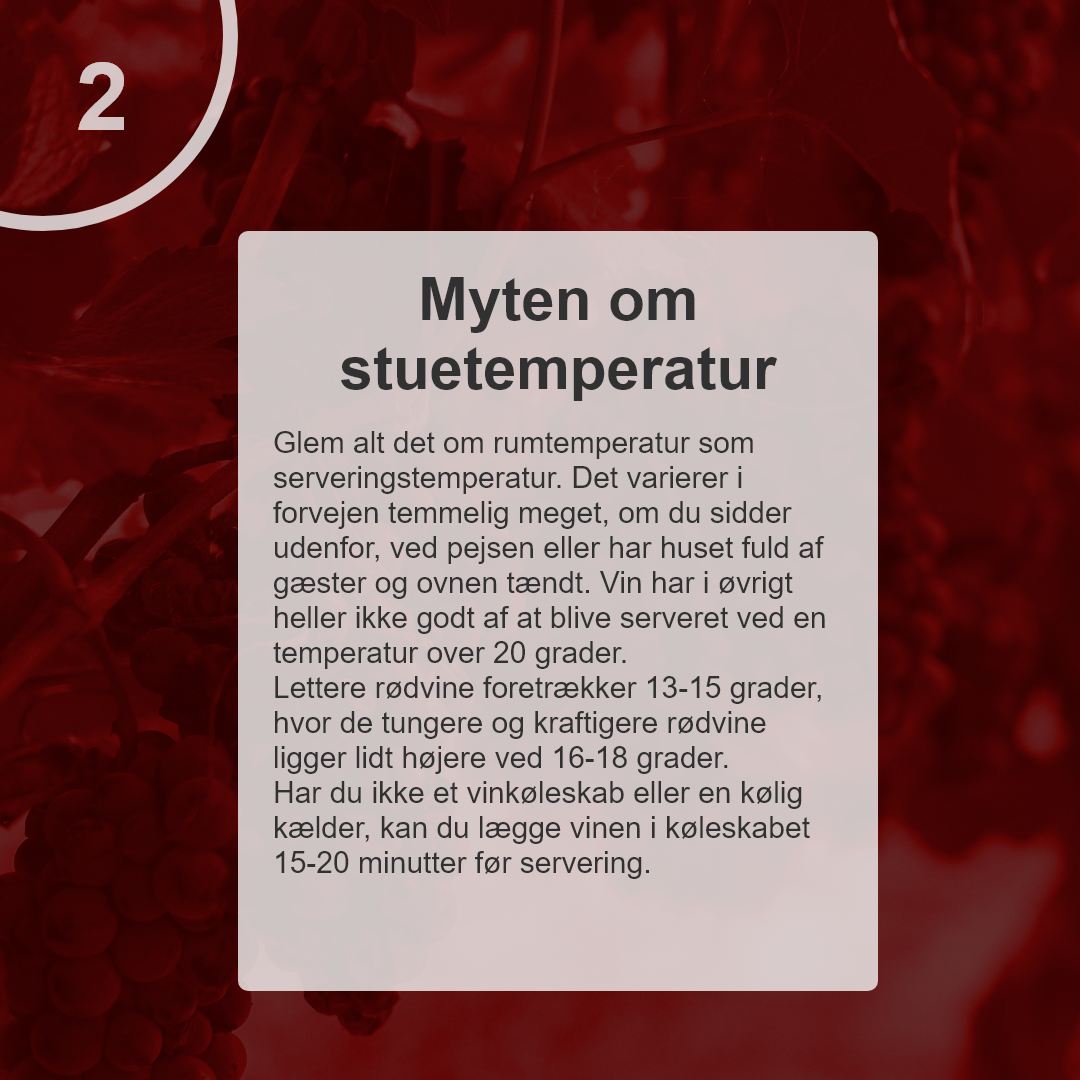 2
Myten om
stuetemperatur
Glem alt det om rumtemperatur som
serveringstemperatur. Det varierer i
forvejen temmelig meget, om du sidder
udenfor, ved pejsen eller har huset fuld af
gæster og ovnen tændt. Vin har i øvrigt
heller ikke godt af at blive serveret ved en
temperatur over 20 grader.
Lettere rødvine foretrækker 13-15 grader,
hvor de tungere og kraftigere rødvine
ligger lidt højere ved 16-18 grader.
Har du ikke et vinkøleskab eller en kølig
kælder, kan du lægge vinen i køleskabet
15-20 minutter før servering.